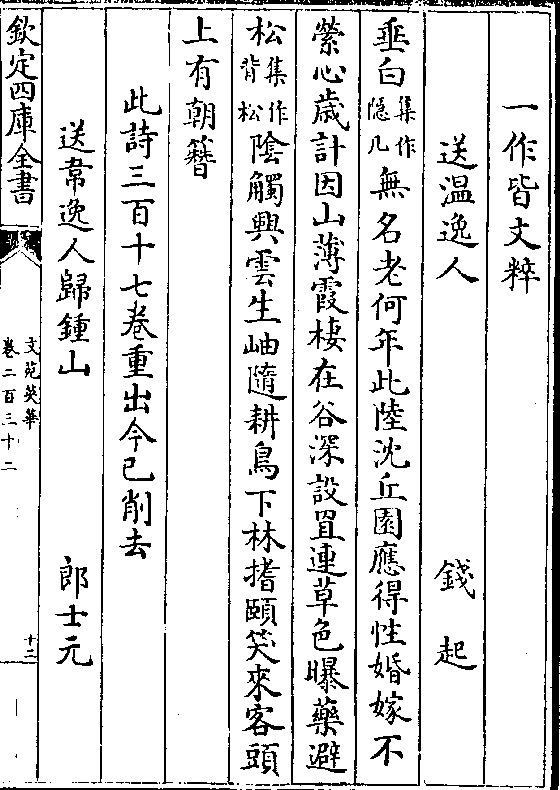 一作皆文粹
送温逸人　錢起
垂白集作隠几無名老何年此陸沈丘園應得性婚嫁不
縈心歳計因山薄霞棲在谷深設罝連草色曝藥避
松集作背松陰觸興雲生岫隨耕鳥下林搘頤笑來客頭
上有朝簪
此詩三百十七卷重出今已削去
送韋逸人歸鍾山　郎士元
欽定四庫全書
文苑英華
卷二百三十二
十二